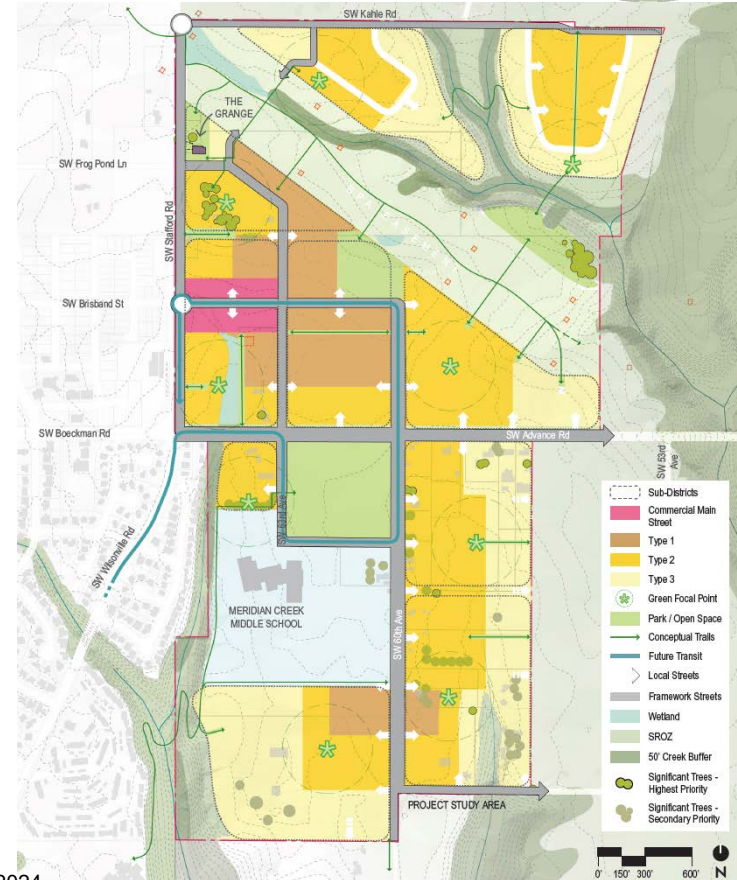 SW Kahle Rd
THE
GRANGE
SW Frog Pond Ln
SW Stafford Rd
SW Brisband St
SW Boeckman Rd
SW Advance Rd
SW 53rd
Ave
SW Wilsonville Rd
SW 63rd Ave
MERIDIAN CREEK
MIDDLE SCHOOL
SW 60th Ave
PROJECT STUDY AREA
Sub-Districts
Commercial Main
Street
Type 1
Type 2
Type 3
Green Focal Point
Park / Open Space
Conceptual Trails
Future Transit
Local Streets
Framework Streets
Wetland
SROZ
50' Creek Buffer
Significant Trees -
Highest Priority
Significant Trees -
Secondary Priority
0' 150' 300' 600'
N